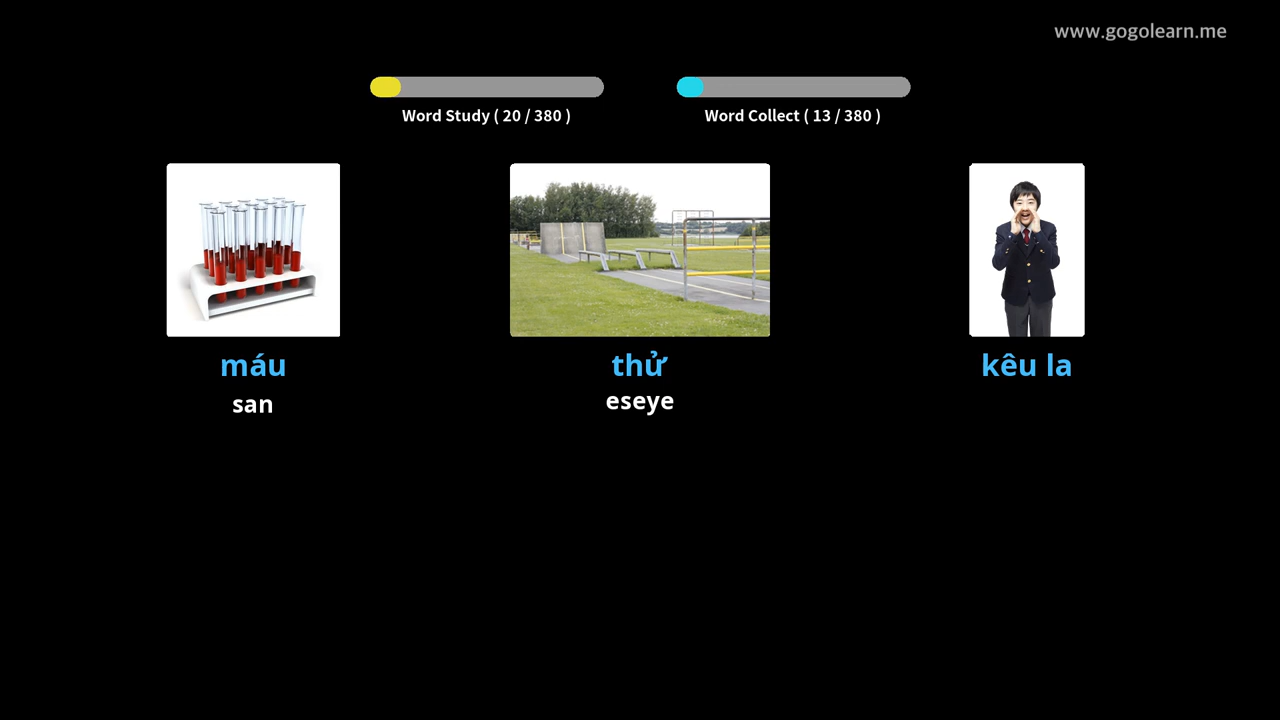 www.gogolearn.me
Word Study ( 20 / 380 )
Word Collect ( 13 / 380 )
máu
thử
kêu la
san
eseye